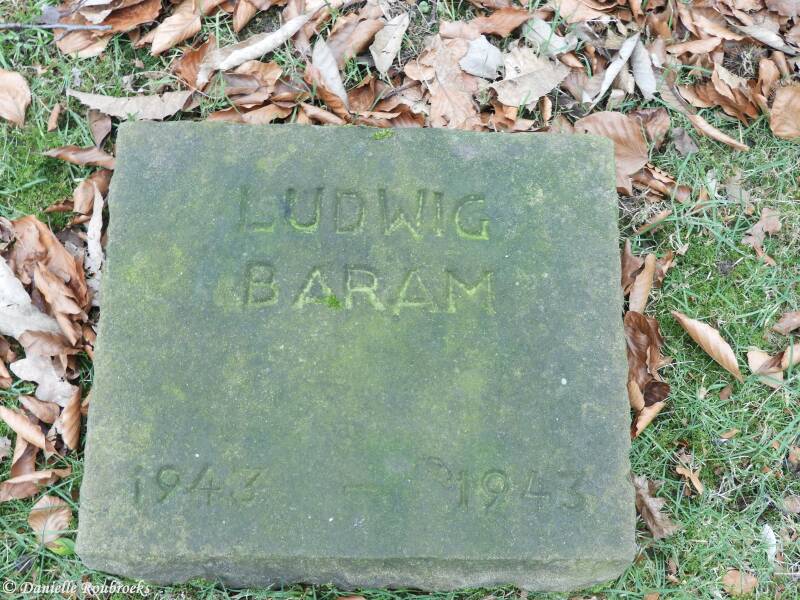 LUDWIG
BARAM
1943 - 1943
© Danielle Roubroeks